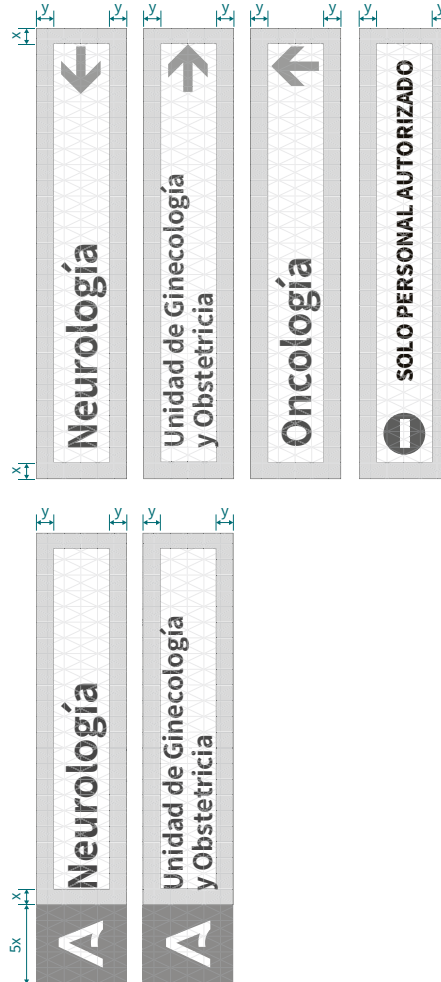 y
y
y
y
y
y
y
x
x
Neurología
Unidad de Ginecología
y Obstetricia
Oncología
SOLO PERSONAL AUTORIZADO
y
y
y
y
x
5x
Neurología
A
Unidad de Ginecología
y Obstetricia
A